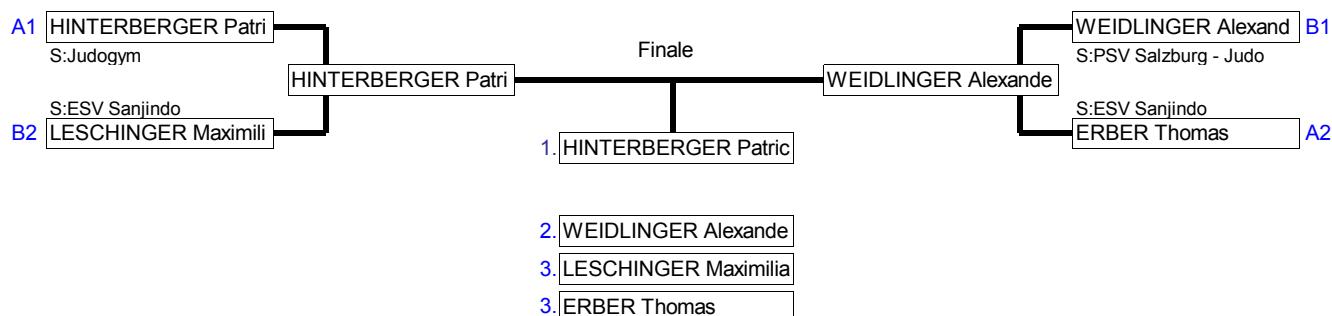 A1 HINTERBERGER Patri
S:Judogym
HINTERBERGER Patri
S:ESV Sanjindo
B2 LESCHINGER Maximili
Finale
WEIDLINGER Alexand B1
S:PSV Salzburg - Judo
WEIDLINGER Alexande
S:ESV Sanjindo
ERBER Thomas A2
1. HINTERBERGER Patric
2. WEIDLINGER Alexande
3. LESCHINGER Maximilia
3. ERBER Thomas